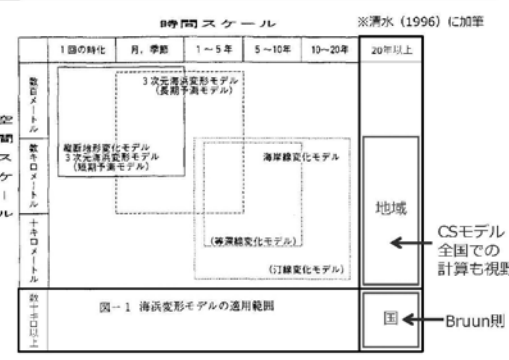 時間スケール
※清水（1996）に加筆
1回の時化
月，季節
1～5年
5～10年
10～20年
20年以上
空間スケール
数百メートル
数キロメートル
十キロメートル
数十キロ以上
3次元海浜変形モデル
（長期予測モデル）
縦断地形変化モデル
3次元海浜変形モデル
（短期予測モデル）
海岸線変化モデル
（等深線変化モデル）
（汀線変化モデル）
地域
CSモデル
全国での
計算も視野
図－1 海浜変形モデルの適用範囲
国
Bruun則